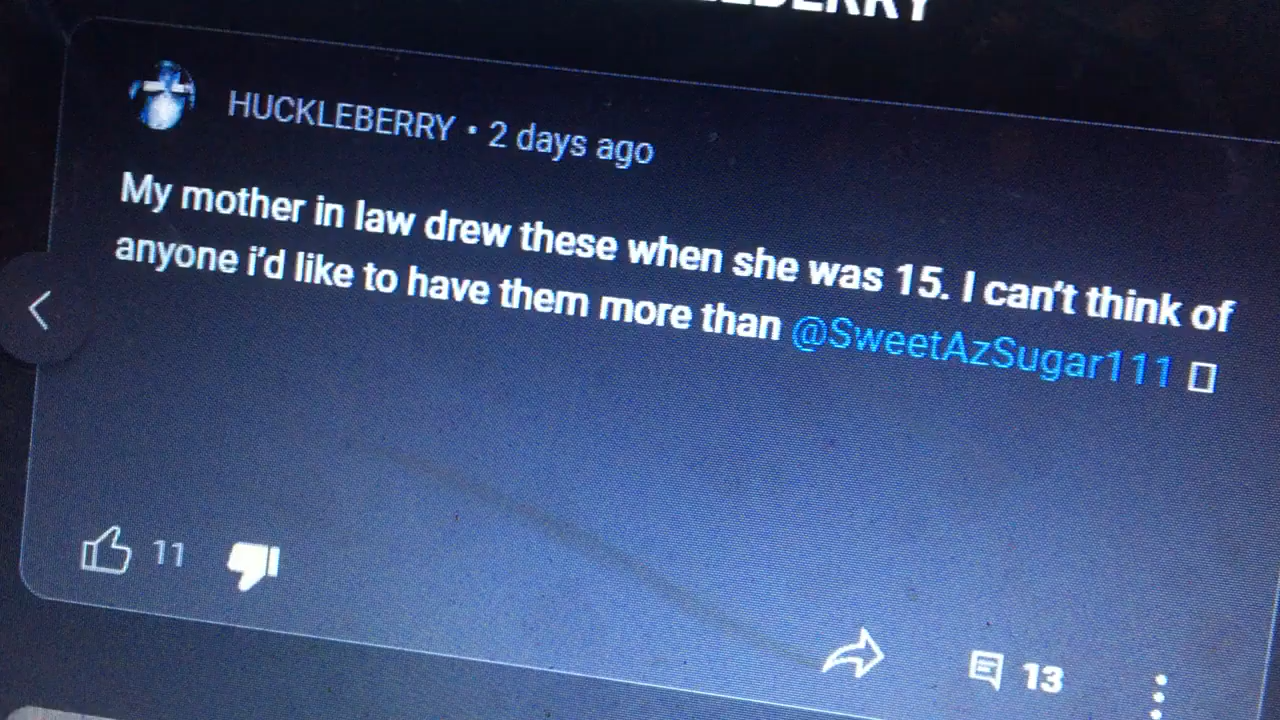 HUCKLEBERRY • 2 days ago
My mother in law drew these when she was 15. I can't think of
anyone i'd like to have them more than @SweetAzSugar111
11
13